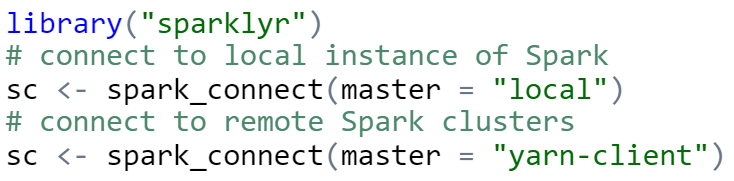 library("sparklyr")
# connect to local instance of Spark
sc <- spark_connect(master = "local")
# connect to remote Spark clusters
sc <- spark_connect(master = "yarn-client")